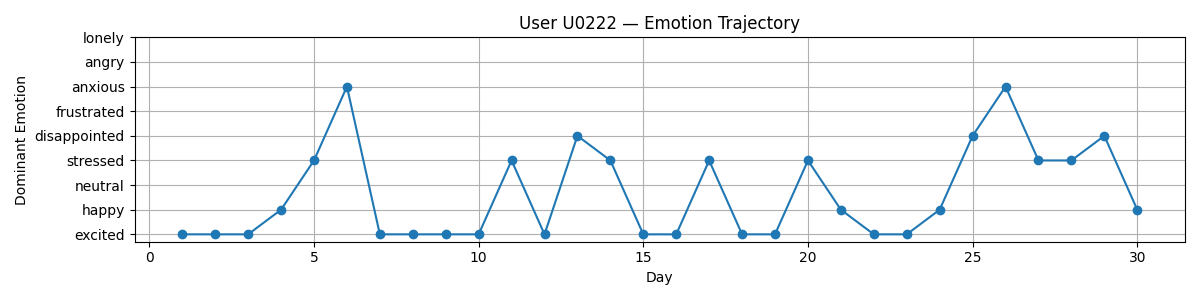 User U0222 — Emotion Trajectory
Dominant Emotion
lonely
angry
anxious
frustrated
disappointed
stressed
neutral
happy
excited
0 5 10 15 20 25 30
Day